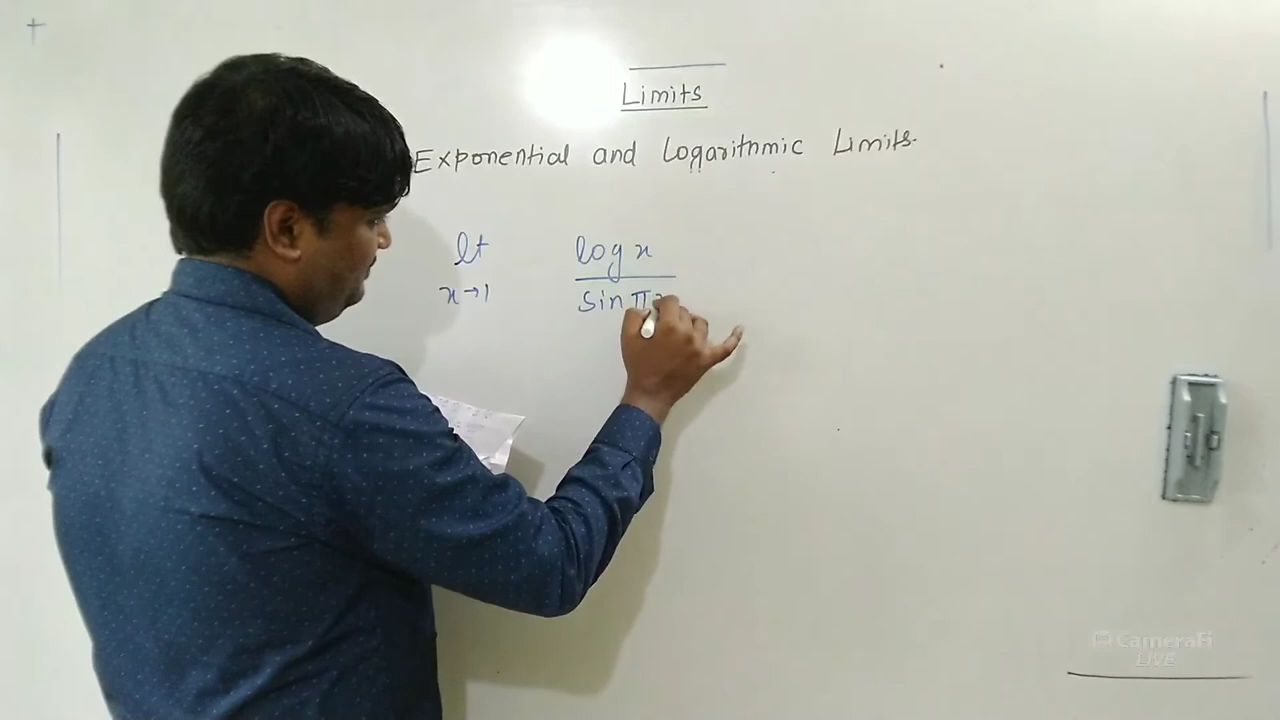 Limits
Exponential and Logarithmic Limits.
lt log x
x→1 sin π
CameraFi
LIVE